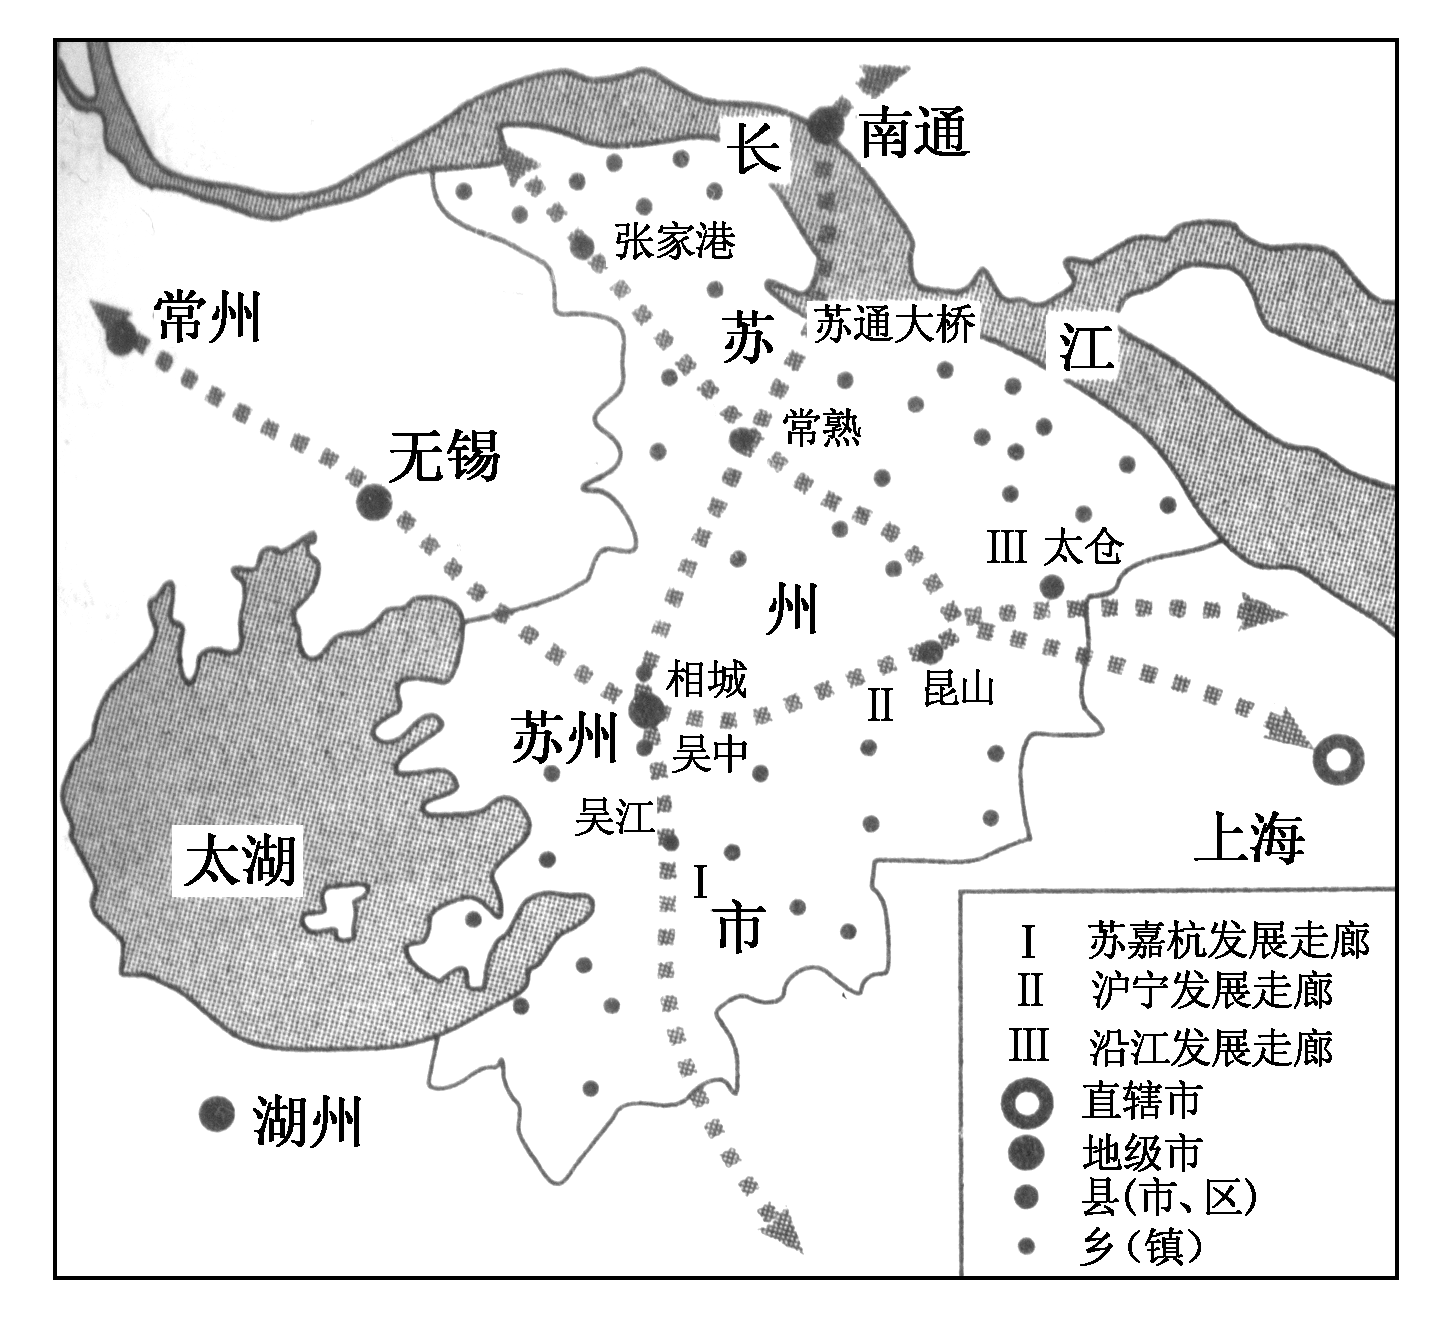 长
南通
张家港
常州
苏
苏通大桥
江
常熟
无锡
Ⅲ 太仓
州
相城
昆山
Ⅱ
苏州
吴中
吴江
上海
太湖
Ⅰ
市
湖州
Ⅰ 苏嘉杭发展走廊
Ⅱ 沪宁发展走廊
Ⅲ 沿江发展走廊
直辖市
地级市
县(市、区)
乡(镇)